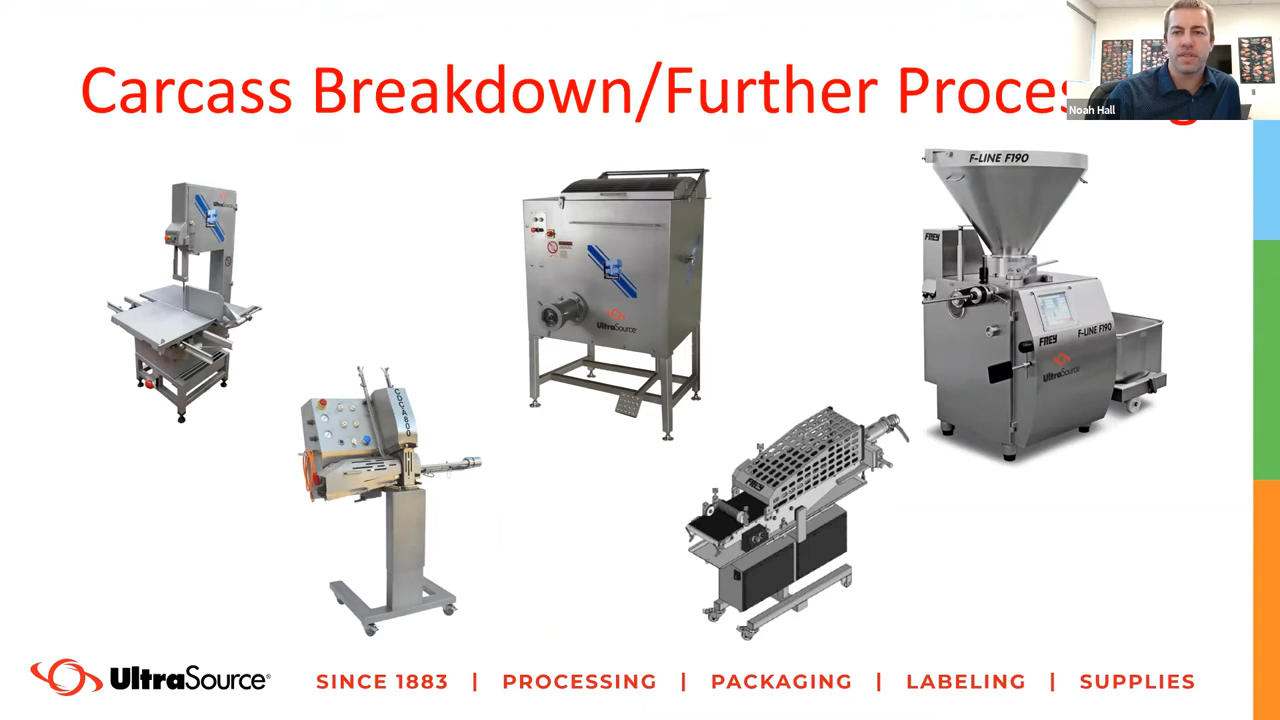 Carcass Breakdown/Further Proces
Noah Hall
F-LINE F190
FREY
UltraSource
F-LINE F190
FREY
UltraSource
UltraSource
FREY
UltraSource® SINCE 1883 | PROCESSING | PACKAGING | LABELING | SUPPLIES